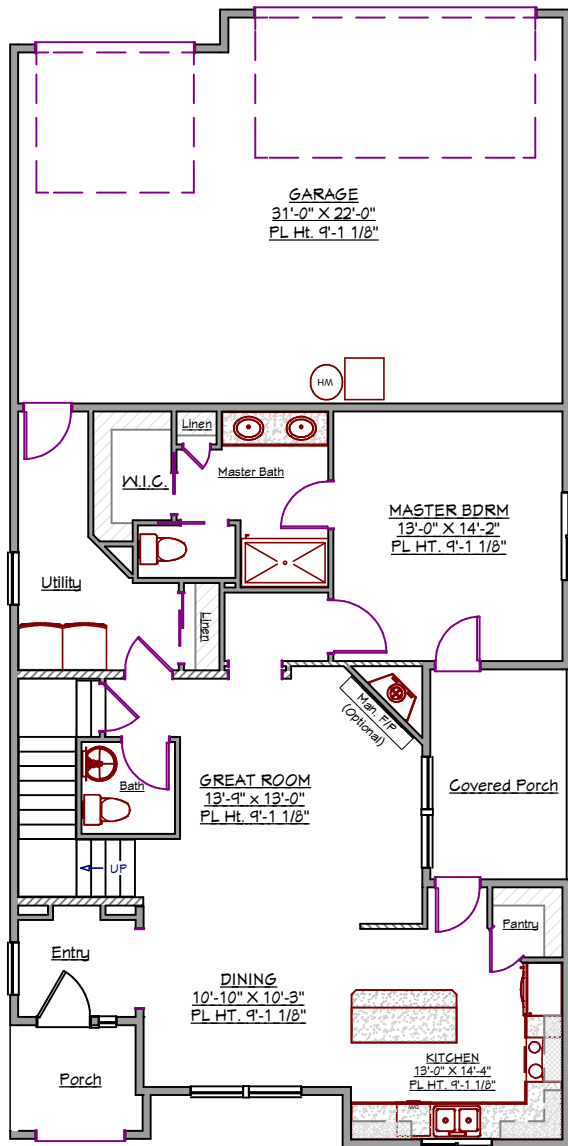 GARAGE
31'-0" X 22'-0"
PL Ht. 9'-1 1/8"
WH
Linen
W.I.C.
Master Bath
MASTER BDRM
13'-0" X 14'-2"
PL HT. 9'-1 1/8"
Utility
Linen
Man. F/P
(Optional)
Bath
GREAT ROOM
13'-9" x 13'-0"
PL Ht. 9'-1 1/8"
Covered Porch
UP
Pantry
Entry
DINING
10'-10" X 10'-3"
PL HT. 9'-1 1/8"
KITCHEN
13'-0" X 14'-4"
PL HT. 9'-1 1/8"
Porch
DW